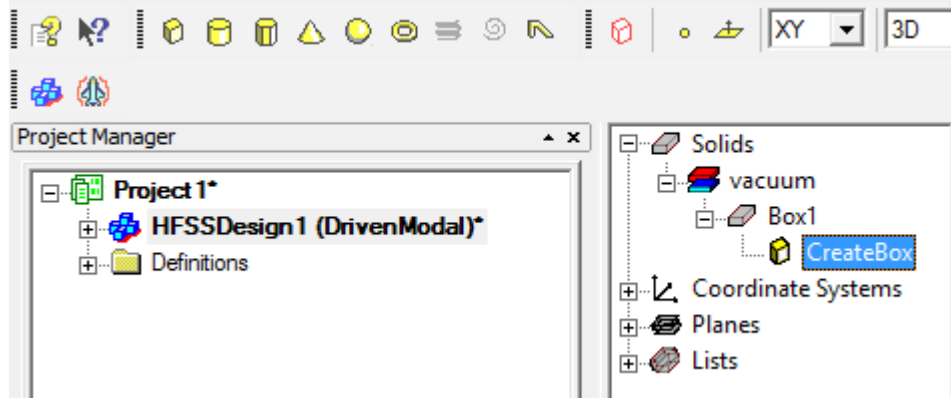 XY 3D
Project Manager
Project1*
HFSSDesign1 (DrivenModal)*
Definitions
Solids
vacuum
Box1
CreateBox
Coordinate Systems
Planes
Lists